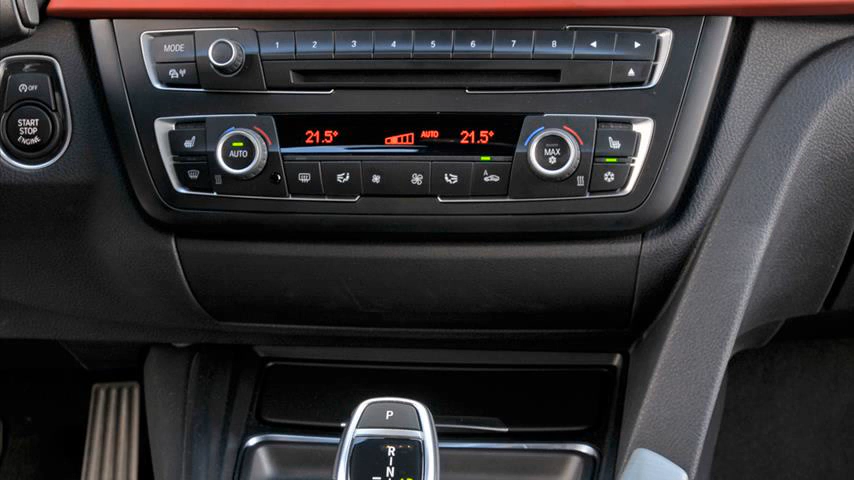 MODE 1 2 3 4 5 6 7 8
OFF
START
STOP
ENGINE
21.5° AUTO 21.5°
AUTO
MAX
A
P
R
N